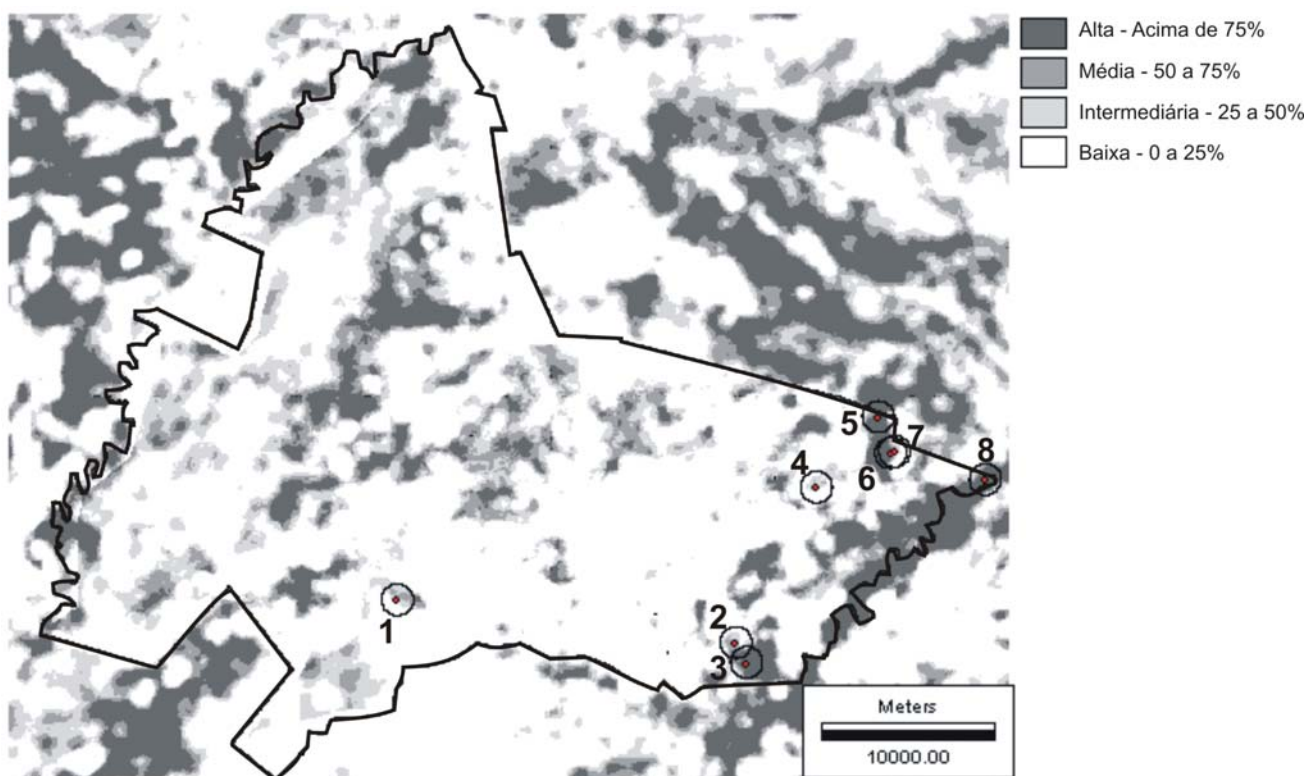 Alta - Acima de 75%
Média - 50 a 75%
Intermediária - 25 a 50%
Baixa - 0 a 25%
5
7
8
4
6
1
2
3
Meters
10000.00